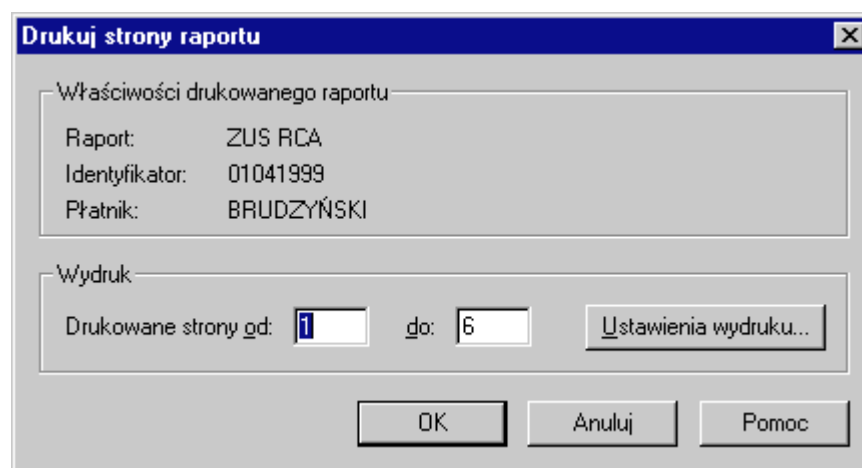 Drukuj strony raportu
Właściwości drukowanego raportu
Raport: ZUS RCA
Identyfikator: 01041999
Płatnik: BRUDZYŃSKI
Wydruk
Drukowane strony od: 1 do: 6 Ustawienia wydruku...
OK Anuluj Pomoc